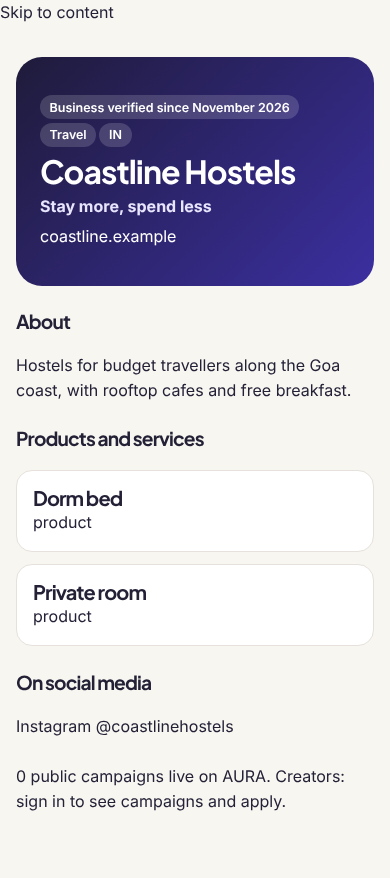 Skip to content
Business verified since November 2026
Travel IN
Coastline Hostels
Stay more, spend less
coastline.example
About
Hostels for budget travellers along the Goa
coast, with rooftop cafes and free breakfast.
Products and services
Dorm bed
product
Private room
product
On social media
Instagram @coastlinehostels
0 public campaigns live on AURA. Creators:
sign in to see campaigns and apply.